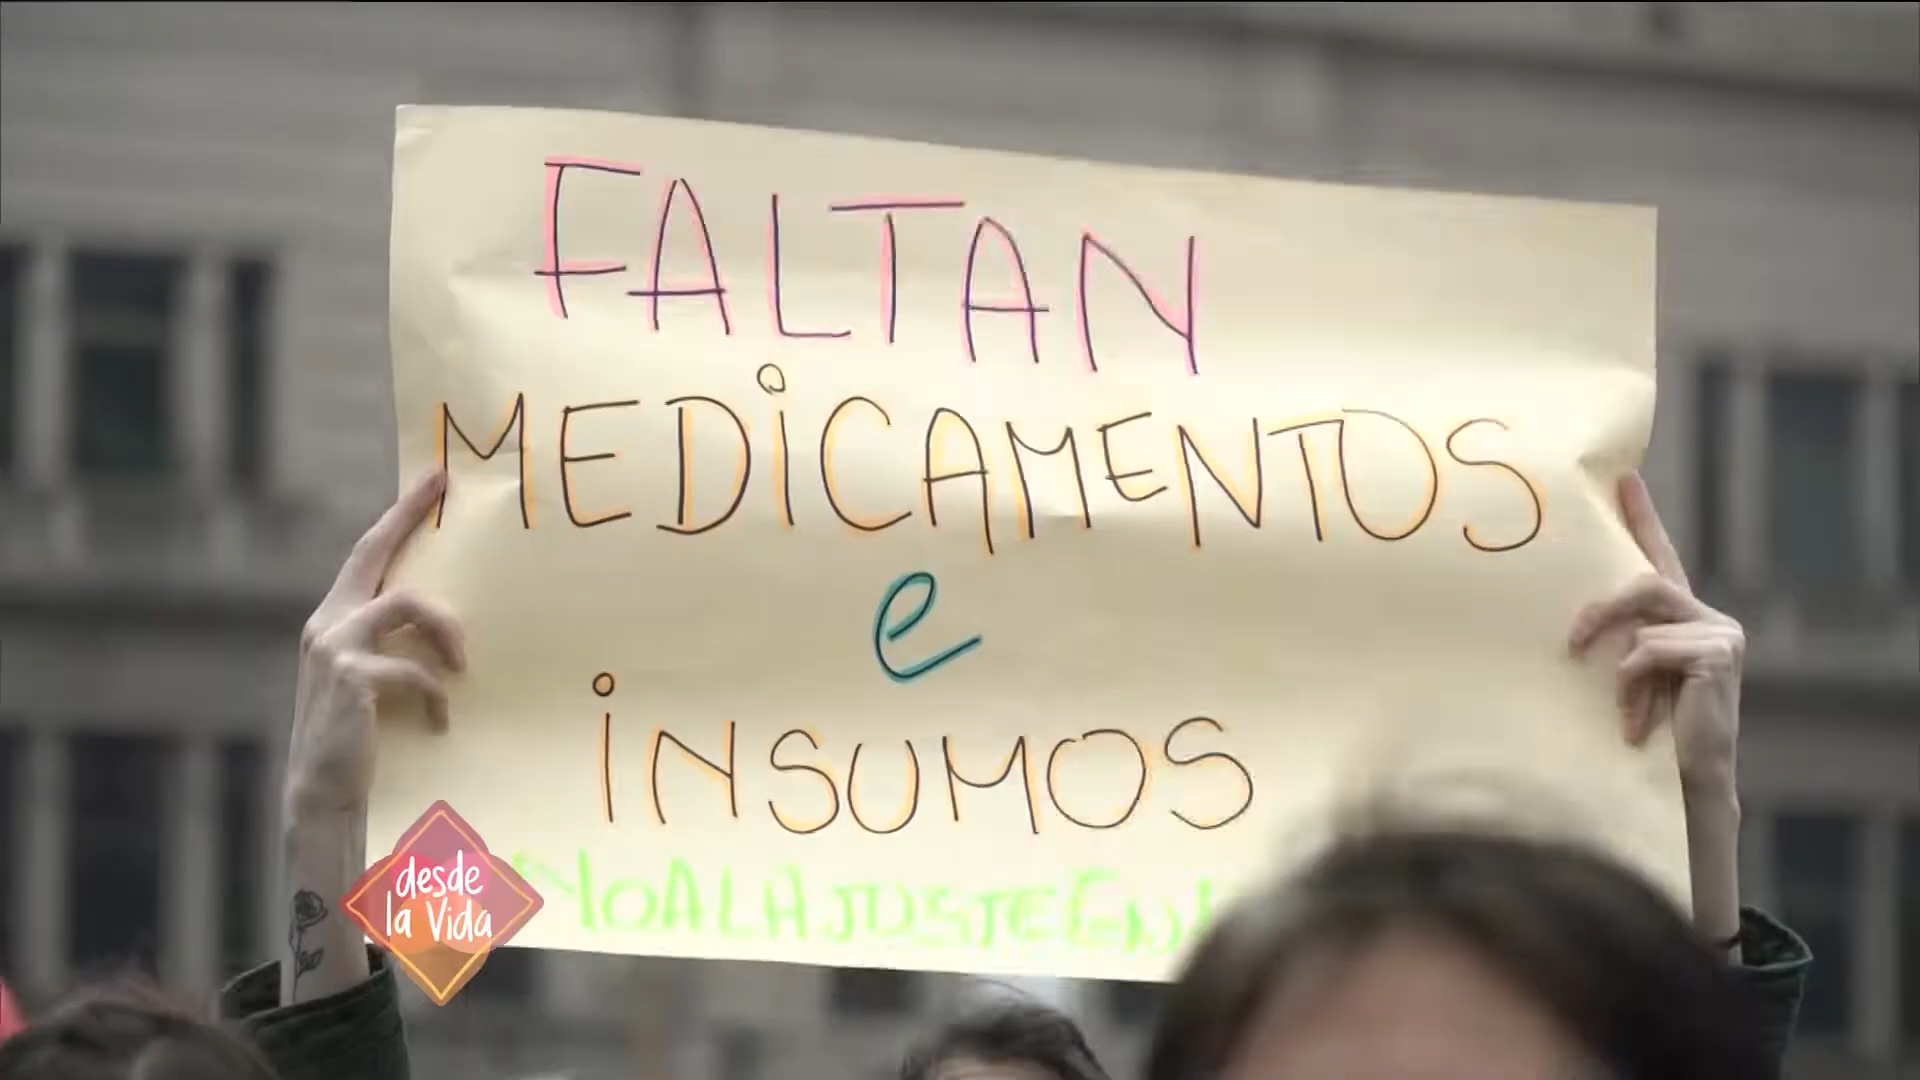 FALTAN
MEDiCAMENTOS
e
iNSUMOS
desde
la Vida